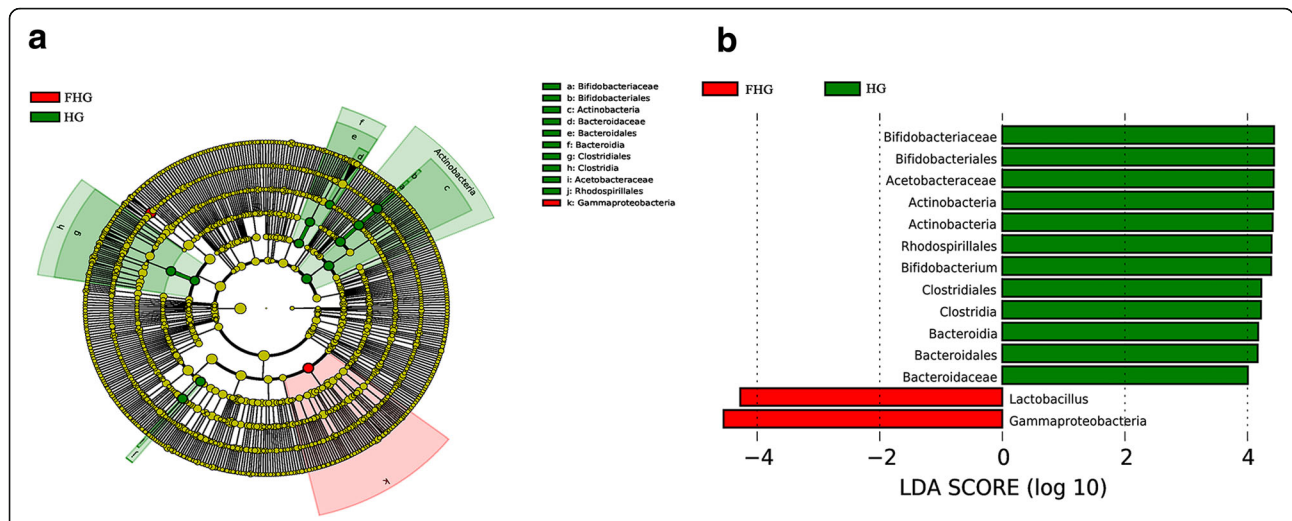 a
FHG
HG
f
e
d
Actinobacteria
c
b
a
h
g
k
a: Bifidobacteriaceae
b: Bifidobacteriales
c: Actinobacteria
d: Bacteroidaceae
e: Bacteroidales
f: Bacteroidia
g: Clostridiales
h: Clostridia
i: Acetobacteraceae
j: Rhodospirillales
k: Gammaproteobacteria
b
FHG
HG
Bifidobacteriaceae
Bifidobacteriales
Acetobacteraceae
Actinobacteria
Actinobacteria
Rhodospirillales
Bifidobacterium
Clostridiales
Clostridia
Bacteroidia
Bacteroidales
Bacteroidaceae
Lactobacillus
Gammaproteobacteria
−4 −2 0 2 4
LDA SCORE (log 10)